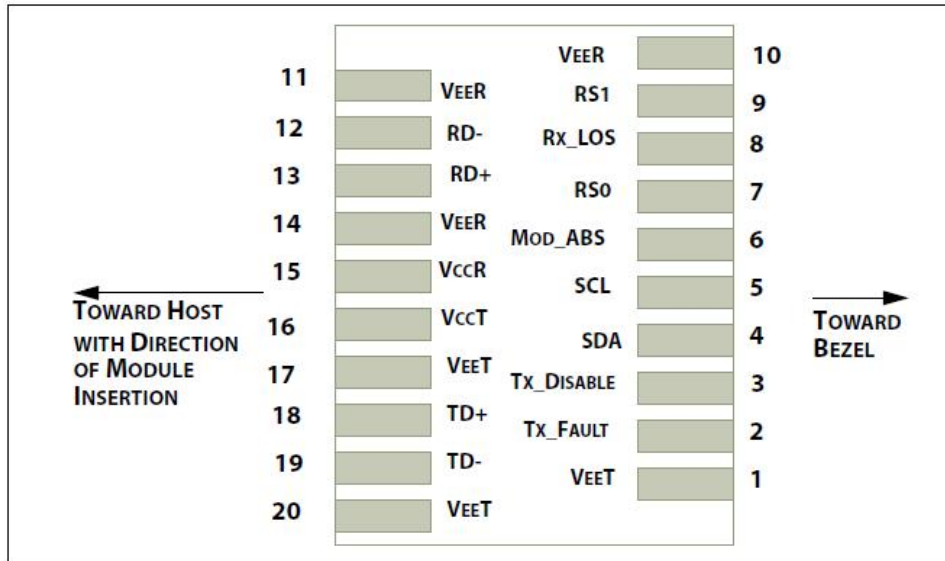 VEER 10
11 VEER
RS1 9
12 RD-
RX_LOS 8
13 RD+
RS0 7
14 VEER
MOD_ABS 6
15 VCCR
SCL 5
16 VCCT
SDA 4
17 VEET
TX_DISABLE 3
18 TD+
TX_FAULT 2
19 TD-
VEET 1
20 VEET
TOWARD HOST
WITH DIRECTION
OF MODULE
INSERTION
TOWARD
BEZEL